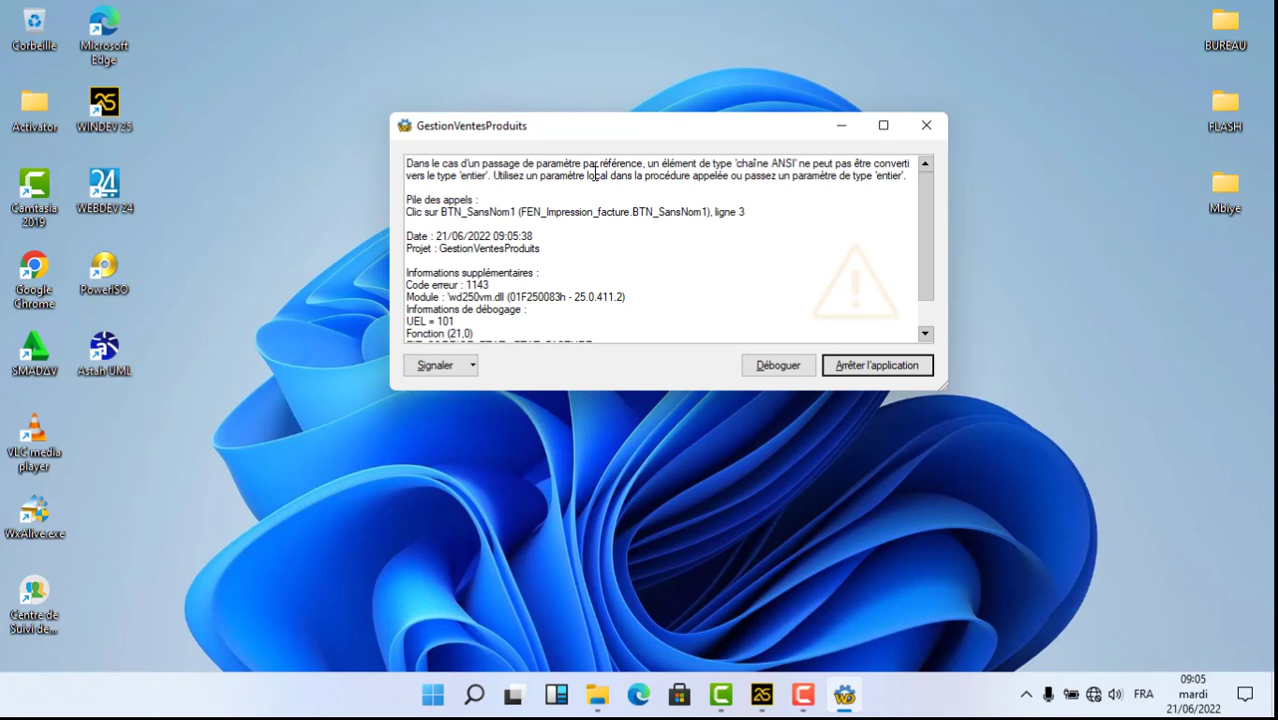 Corbeille
Microsoft
Edge
BUREAU
Activator
WINDEV 25
FLASH
Camtasia
2019
WEBDEV 24
Mbiye
Google
Chrome
PowerISO
SMADΔV
Astah UML
VLC media
player
WxAlive.exe
Centre de
Suivi de...
GestionVentesProduits
Dans le cas d'un passage de paramètre par référence, un élément de type 'chaîne ANSI' ne peut pas être converti
vers le type 'entier'. Utilisez un paramètre local dans la procédure appelée ou passez un paramètre de type 'entier'.
Pile des appels :
Clic sur BTN_SansNom1 (FEN_Impression_facture.BTN_SansNom1), ligne 3
Date : 21/06/2022 09:05:38
Projet : GestionVentesProduits
Informations supplémentaires :
Code erreur : 1143
Module : 'wd250vm.dll (01F250083h - 25.0.411.2)
Informations de débogage :
UEL = 101
Fonction (21,0)
Signaler
Déboguer
Arrêter l'application
FRA
09:05
mardi
21/06/2022